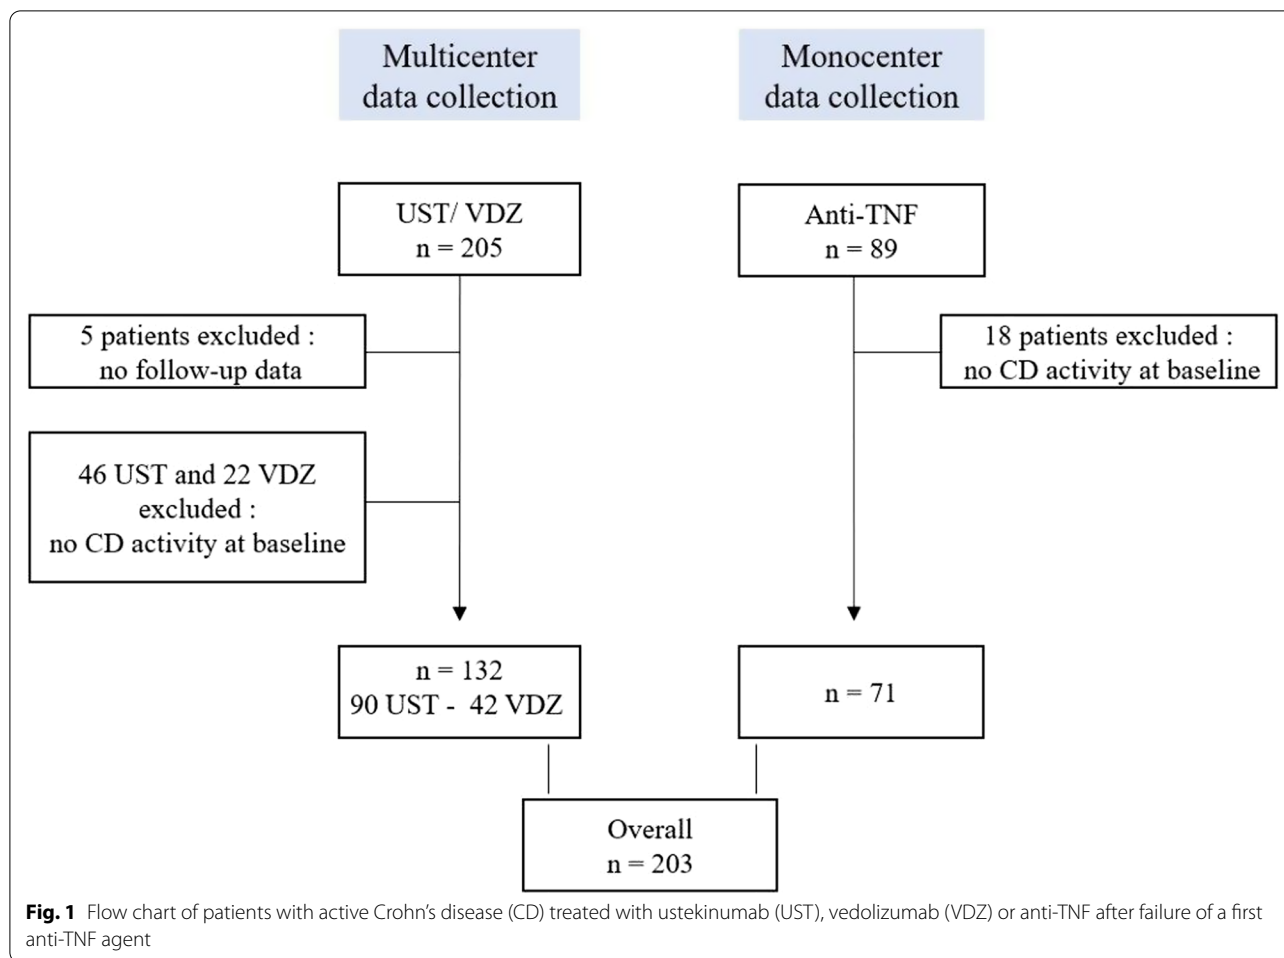 Multicenter
data collection
Monocenter
data collection
UST/ VDZ
n = 205
Anti-TNF
n = 89
5 patients excluded :
no follow-up data
18 patients excluded :
no CD activity at baseline
46 UST and 22 VDZ
excluded :
no CD activity at baseline
n = 132
90 UST - 42 VDZ
n = 71
Overall
n = 203
Fig. 1 Flow chart of patients with active Crohn’s disease (CD) treated with ustekinumab (UST), vedolizumab (VDZ) or anti-TNF after failure of a first
anti-TNF agent